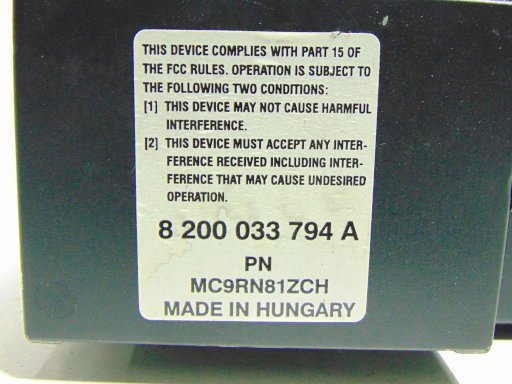 THIS DEVICE COMPLIES WITH PART 15 OF
THE FCC RULES. OPERATION IS SUBJECT TO
THE FOLLOWING TWO CONDITIONS:
[1] THIS DEVICE MAY NOT CAUSE HARMFUL
INTERFERENCE.
[2] THIS DEVICE MUST ACCEPT ANY INTER-
FERENCE RECEIVED INCLUDING INTER-
FERENCE THAT MAY CAUSE UNDESIRED
OPERATION.
8 200 033 794 A
PN
MC9RN81ZCH
MADE IN HUNGARY